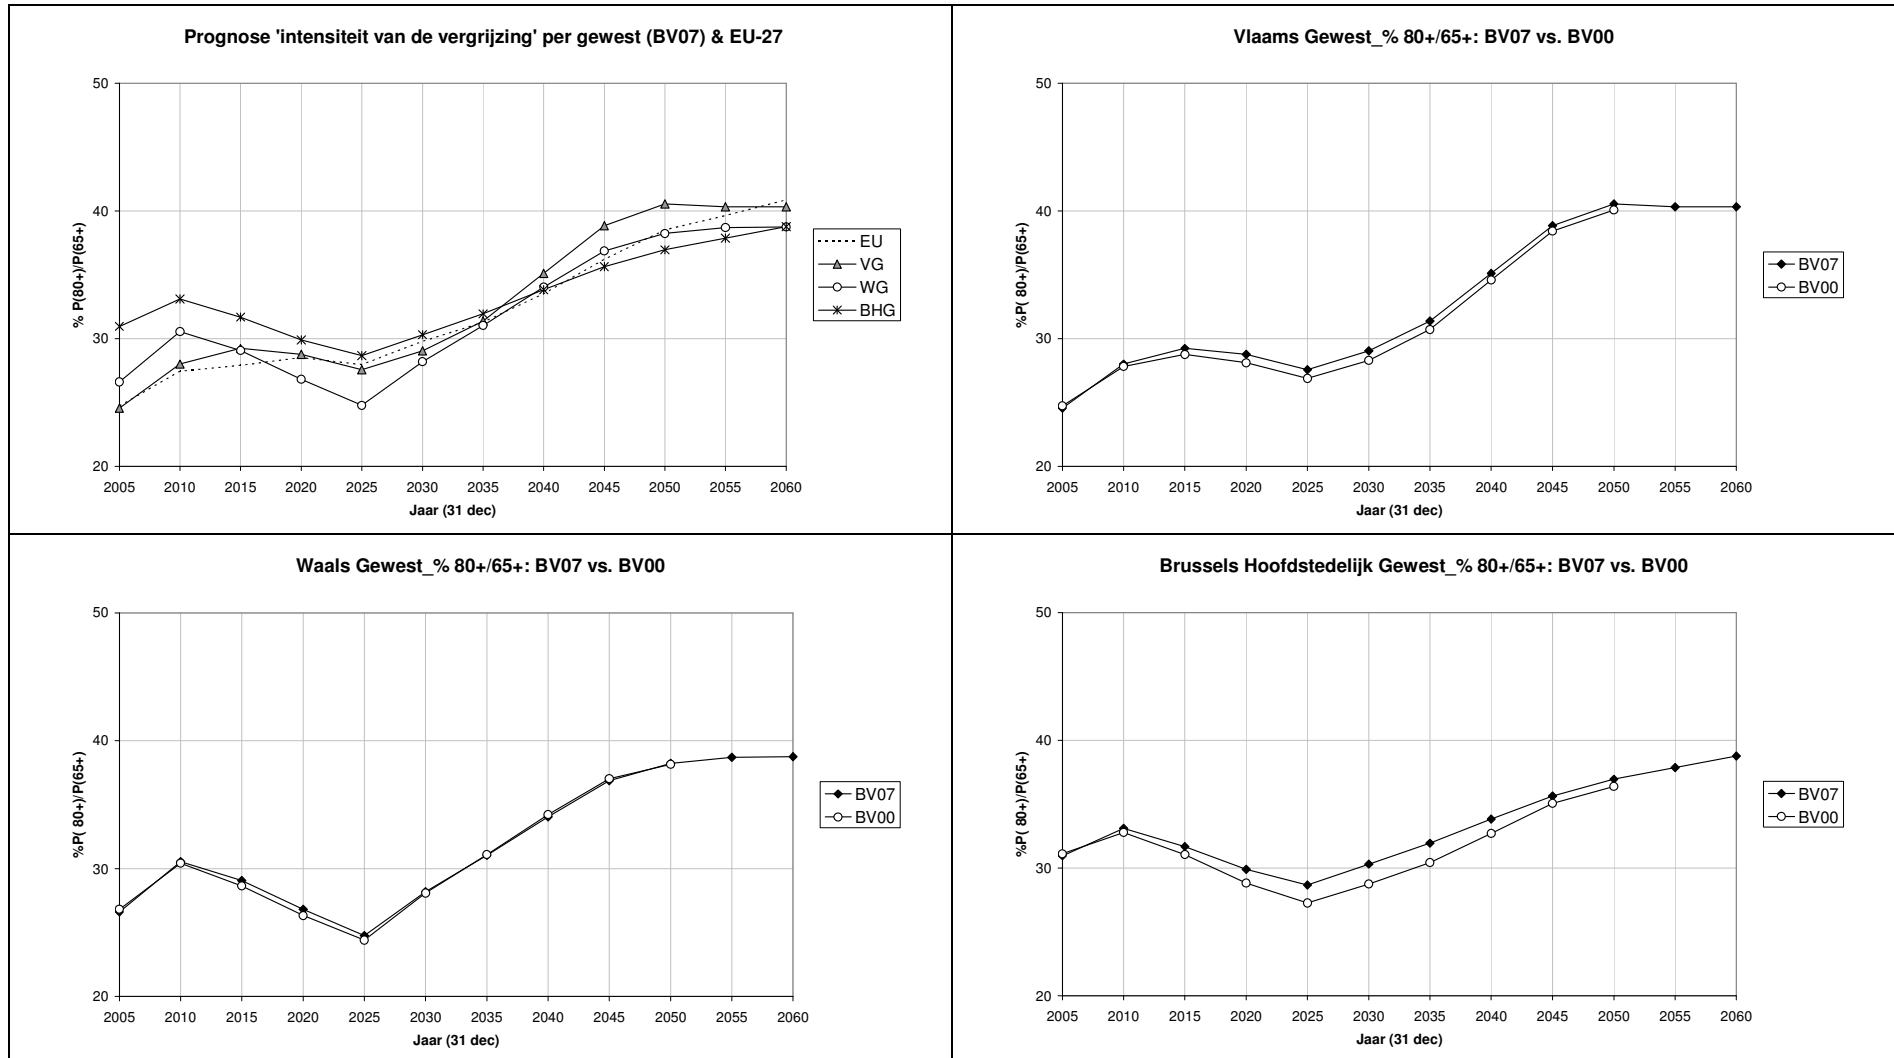 Prognose 'intensiteit van de vergrijzing' per gewest (BV07) & EU-27
50
40
30
20
% P(80+)/P(65+)
2005 2010 2015 2020 2025 2030 2035 2040 2045 2050 2055 2060
Jaar (31 dec)
EU
VG
WG
BHG
Vlaams Gewest_% 80+/65+: BV07 vs. BV00
50
40
30
20
%P( 80+)/P(65+)
2005 2010 2015 2020 2025 2030 2035 2040 2045 2050 2055 2060
Jaar (31 dec)
BV07
BV00
Waals Gewest_% 80+/65+: BV07 vs. BV00
50
40
30
20
%P( 80+)/P(65+)
2005 2010 2015 2020 2025 2030 2035 2040 2045 2050 2055 2060
Jaar (31 dec)
BV07
BV00
Brussels Hoofdstedelijk Gewest_% 80+/65+: BV07 vs. BV00
50
40
30
20
%P( 80+)/P(65+)
2005 2010 2015 2020 2025 2030 2035 2040 2045 2050 2055 2060
Jaar (31 dec)
BV07
BV00